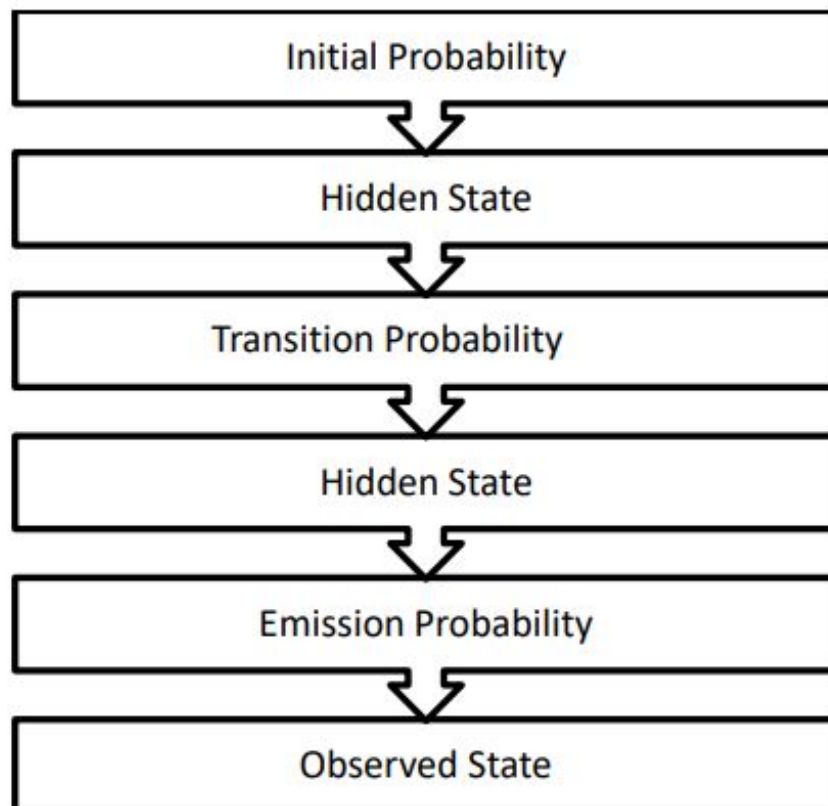 Initial Probability
Hidden State
Transition Probability
Hidden State
Emission Probability
Observed State